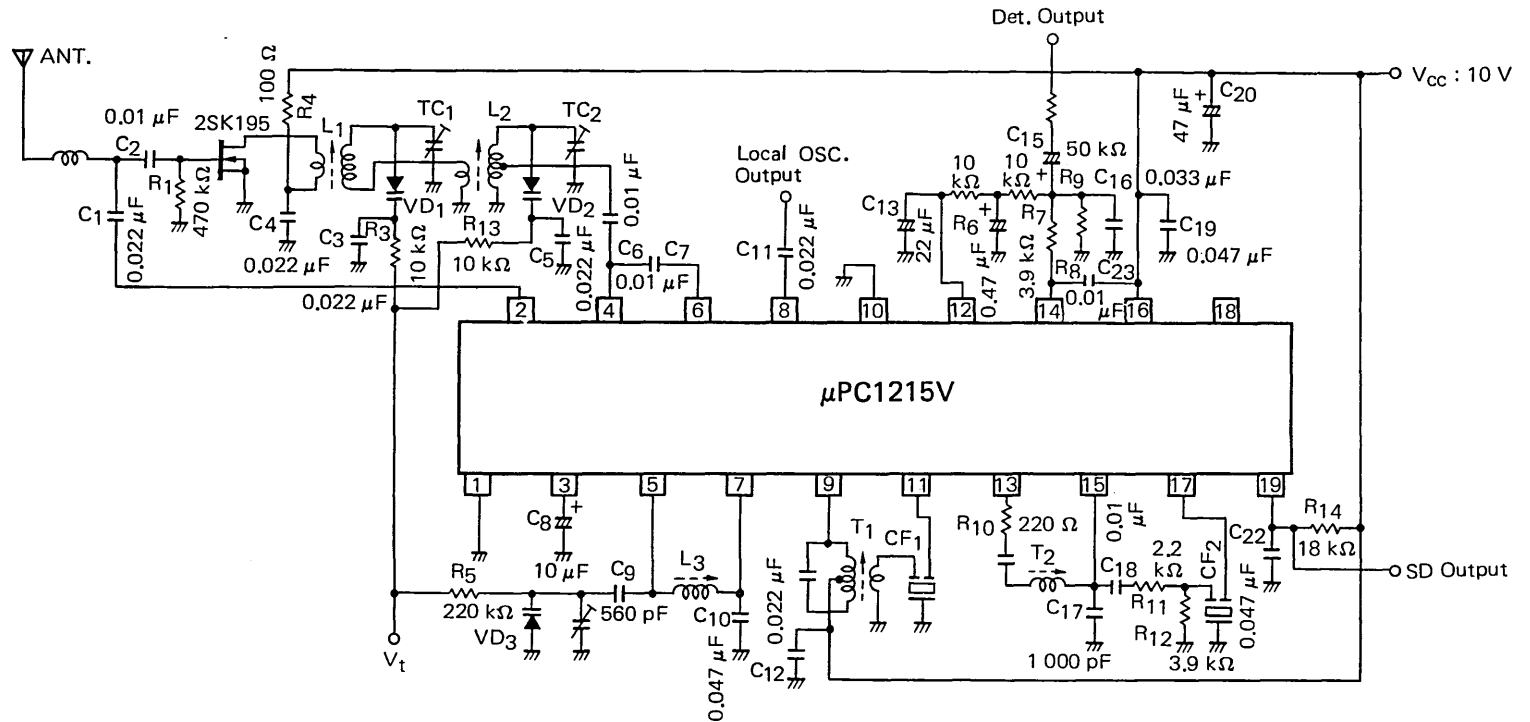 Det. Output
ANT.
V_CC : 10 V
100 Ω
R4
0.01 μF
C2
2SK195
L1
TC1
L2
TC2
47 μF
+
C20
R1
470 kΩ
C1
0.022 μF
C4
0.022 μF
C3
R3
10 kΩ
VD1
R13
10 kΩ
VD2
C5
0.01 μF
0.022 μF
0.022 μF
C6
C7
0.01 μF
Local OSC.
Output
C11
0.022 μF
C15
50 kΩ
+
10
kΩ
10
kΩ
R9
C16
0.033 μF
C13
22 μF
R6
+
0.47 μF
R7
3.9 kΩ
R8
C23
0.01
μF
C19
0.047 μF
2
4
6
8
10
12
14
16
18
μPC1215V
1
3
5
7
9
11
13
15
17
19
C8
+
10 μF
R5
220 kΩ
VD3
C9
560 pF
L3
C10
0.047 μF
Vt
0.022 μF
C12
T1
CF1
R10
220 Ω
T2
C17
1 000 pF
0.01
μF
C18
2.2
kΩ
R11
R12
3.9 kΩ
CF2
0.047 μF
C22
R14
18 kΩ
SD Output